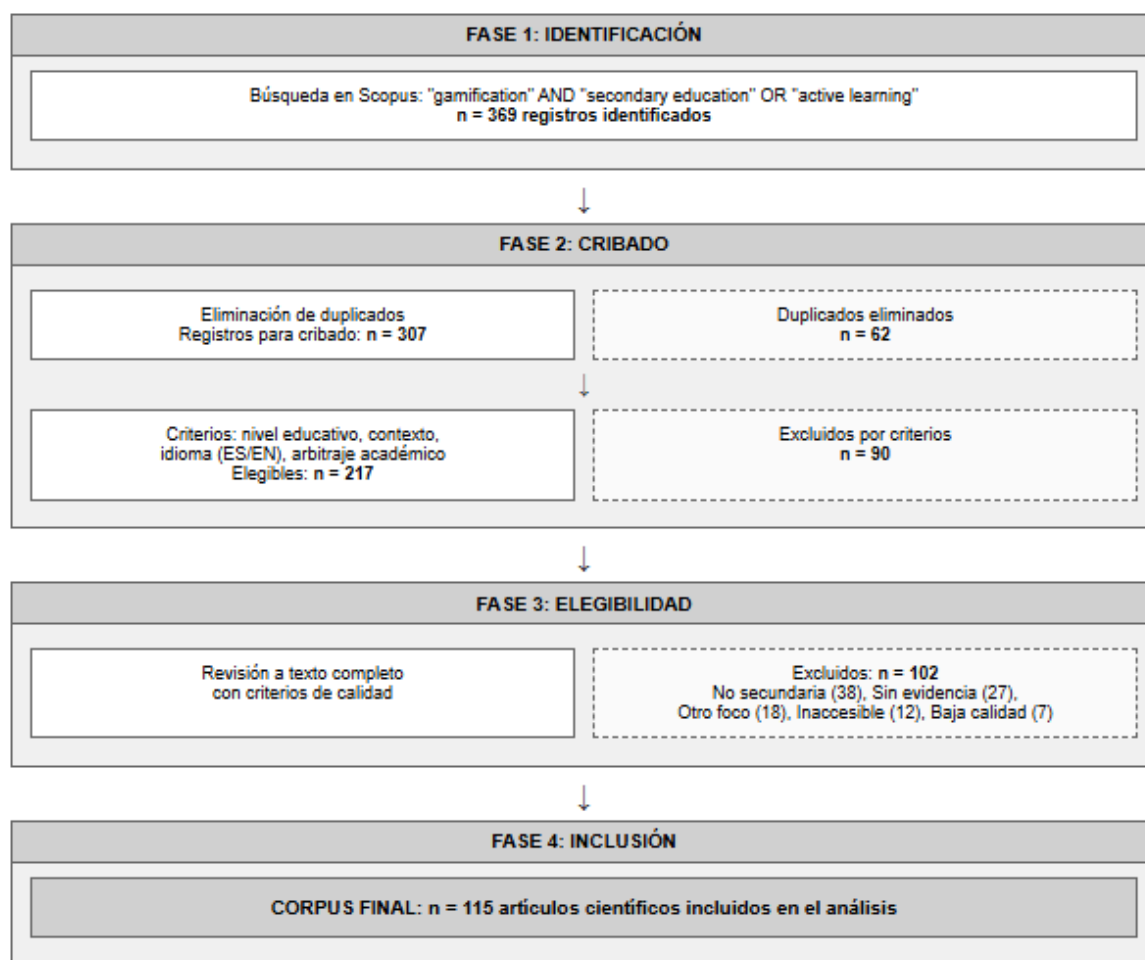 FASE 1: IDENTIFICACIÓN
Búsqueda en Scopus: "gamification" AND "secondary education" OR "active learning"
n = 369 registros identificados
↓
FASE 2: CRIBADO
Eliminación de duplicados
Registros para cribado: n = 307
Duplicados eliminados
n = 62
↓
Criterios: nivel educativo, contexto,
idioma (ES/EN), arbitraje académico
Elegibles: n = 217
Excluidos por criterios
n = 90
↓
FASE 3: ELEGIBILIDAD
Revisión a texto completo
con criterios de calidad
Excluidos: n = 102
No secundaria (38), Sin evidencia (27),
Otro foco (18), Inaccesible (12), Baja calidad (7)
↓
FASE 4: INCLUSIÓN
CORPUS FINAL: n = 115 artículos científicos incluidos en el análisis